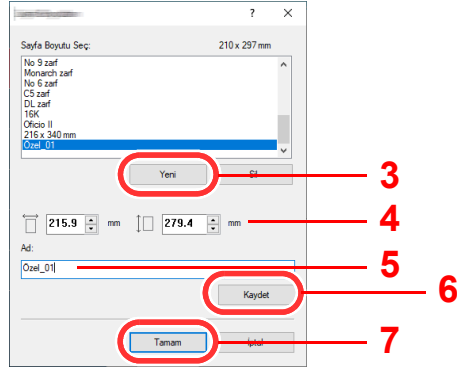 ? ×
Sayfa Boyutu Seç: 210 x 297 mm
No 9 zarf
Monarch zarf
No 6 zarf
C5 zarf
DL zarf
16K
Oficio II
216 x 340 mm
Özel_01
Yeni Sil 3
215.9 mm 279.4 mm 4
Ad:
Özel_01 5
Kaydet 6
Tamam İptal 7